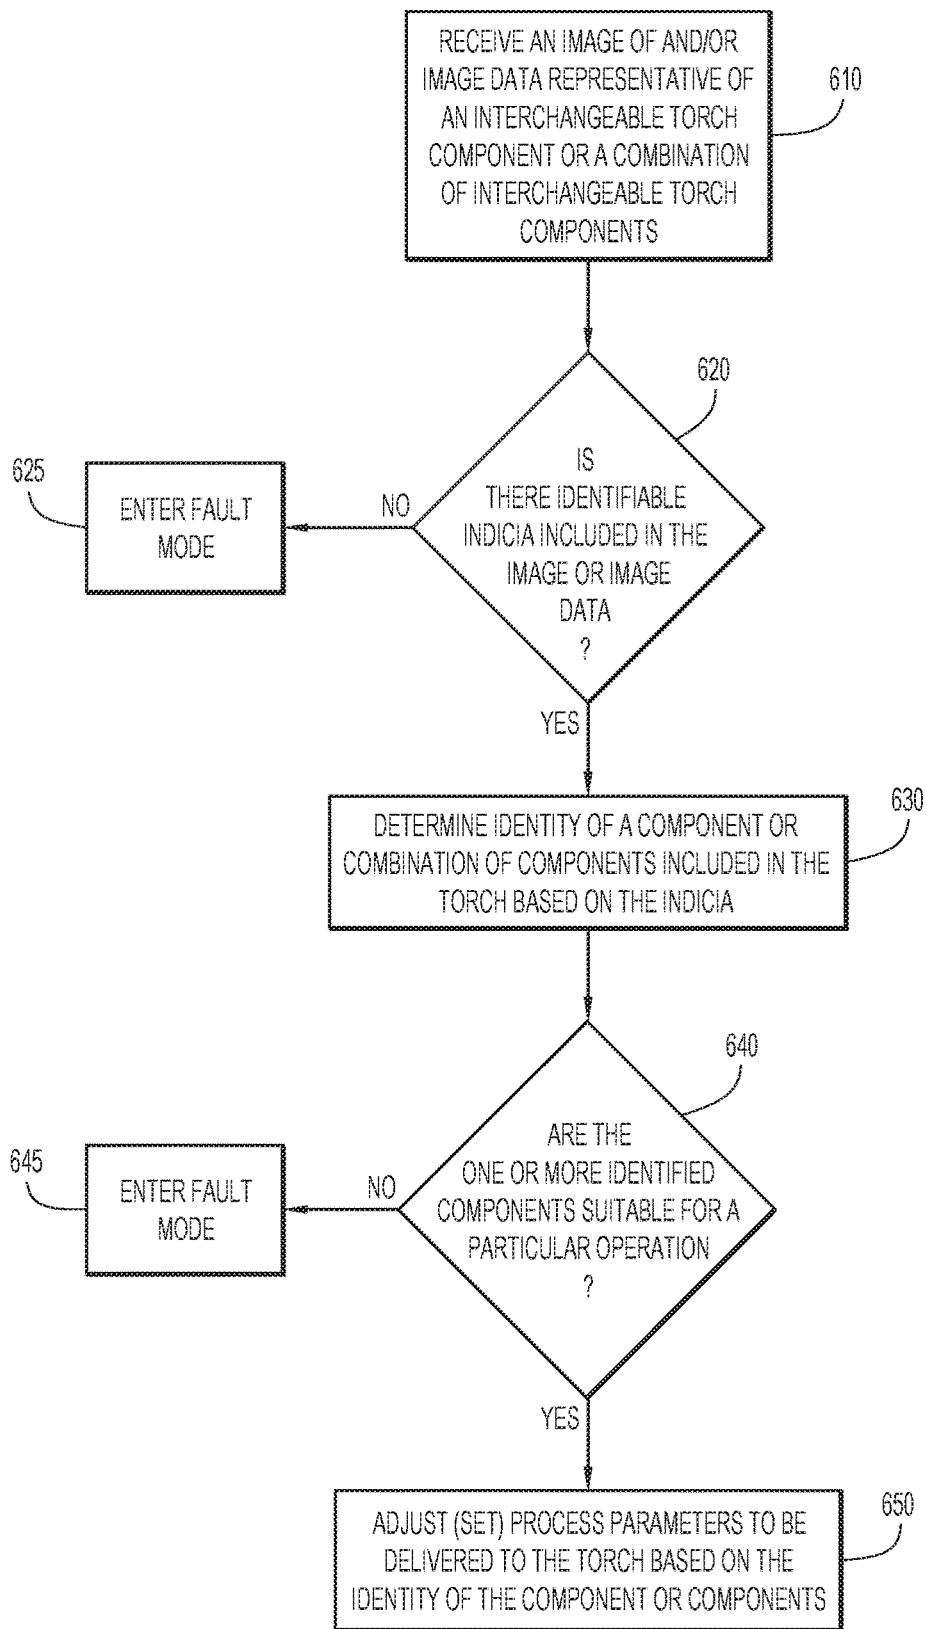 RECEIVE AN IMAGE OF AND/OR
IMAGE DATA REPRESENTATIVE OF
AN INTERCHANGEABLE TORCH
COMPONENT OR A COMBINATION
OF INTERCHANGEABLE TORCH
COMPONENTS
610
620
IS
THERE IDENTIFIABLE
INDICIA INCLUDED IN THE
IMAGE OR IMAGE
DATA
?
NO
625
ENTER FAULT
MODE
YES
630
DETERMINE IDENTITY OF A COMPONENT OR
COMBINATION OF COMPONENTS INCLUDED IN THE
TORCH BASED ON THE INDICIA
640
ARE THE
ONE OR MORE IDENTIFIED
COMPONENTS SUITABLE FOR A
PARTICULAR OPERATION
?
NO
645
ENTER FAULT
MODE
YES
650
ADJUST (SET) PROCESS PARAMETERS TO BE
DELIVERED TO THE TORCH BASED ON THE
IDENTITY OF THE COMPONENT OR COMPONENTS